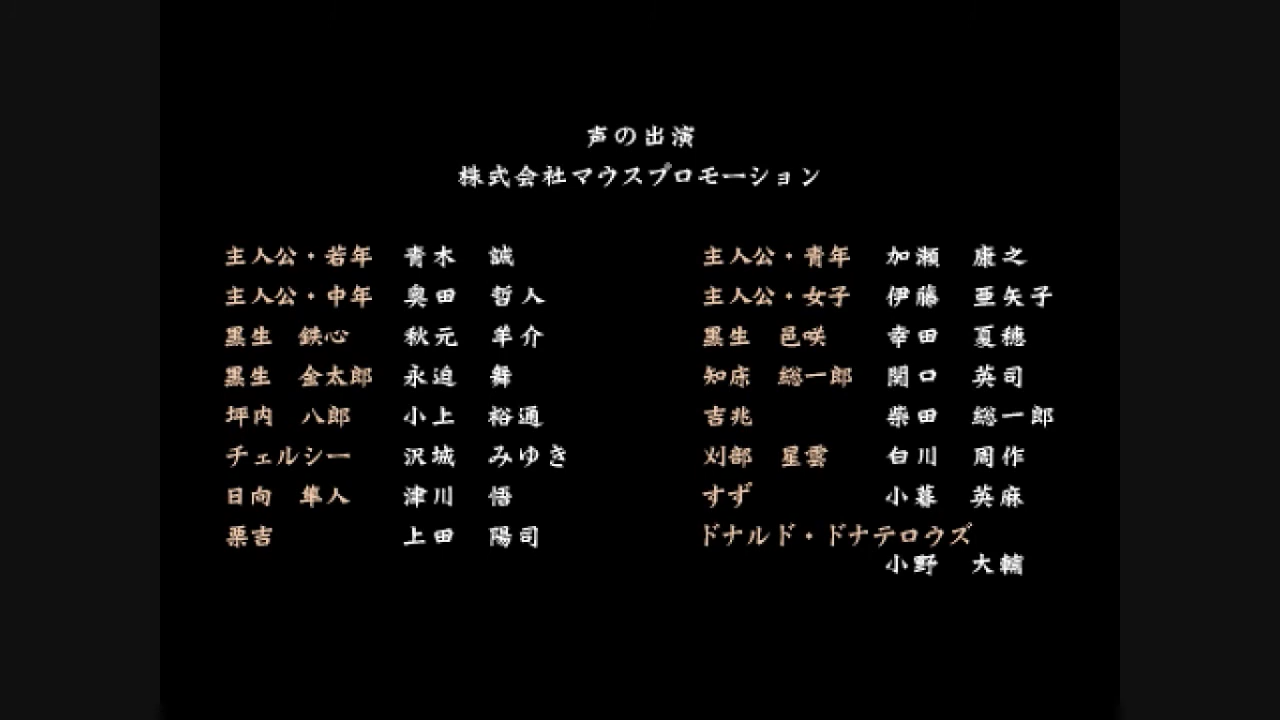 声の出演
株式会社マウスプロモーション
主人公・若年 青木 誠
主人公・中年 奥田 哲人
黒生 鉄心 秋元 羊介
黒生 金太郎 永迫 舞
坪内 八郎 小上 裕通
チェルシー 沢城 みゆき
日向 隼人 津川 悟
栗吉 上田 陽司
主人公・青年 加瀬 康之
主人公・女子 伊藤 亜矢子
黒生 邑咲 幸田 夏穂
知床 総一郎 関口 英司
吉兆 柴田 総一郎
刈部 星雲 白川 周作
すず 小暮 英麻
ドナルド・ドナテロウズ
小野 大輔